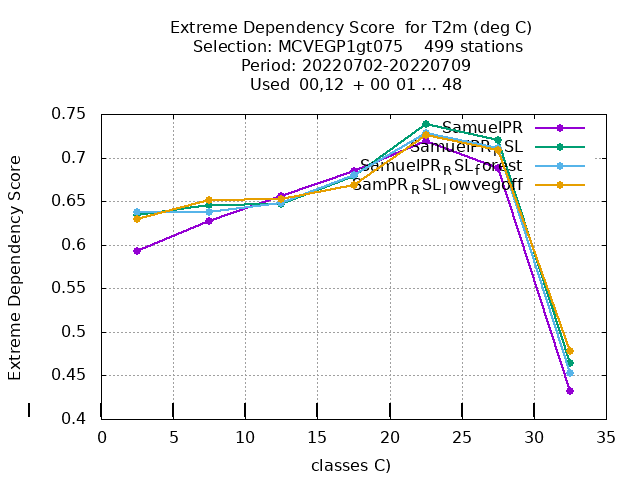 Extreme Dependency Score for T2m (deg C)
Selection: MCVEGP1gt075 499 stations
Period: 20220702-20220709
Used 00,12 + 00 01 ... 48
SamuelPR
SamuelPR_RSL
SamuelPR_RSL_forest
SamPR_RSL_lowvegoff
Extreme Dependency Score
0.75
0.7
0.65
0.6
0.55
0.5
0.45
0.4
0 5 10 15 20 25 30 35
classes C)